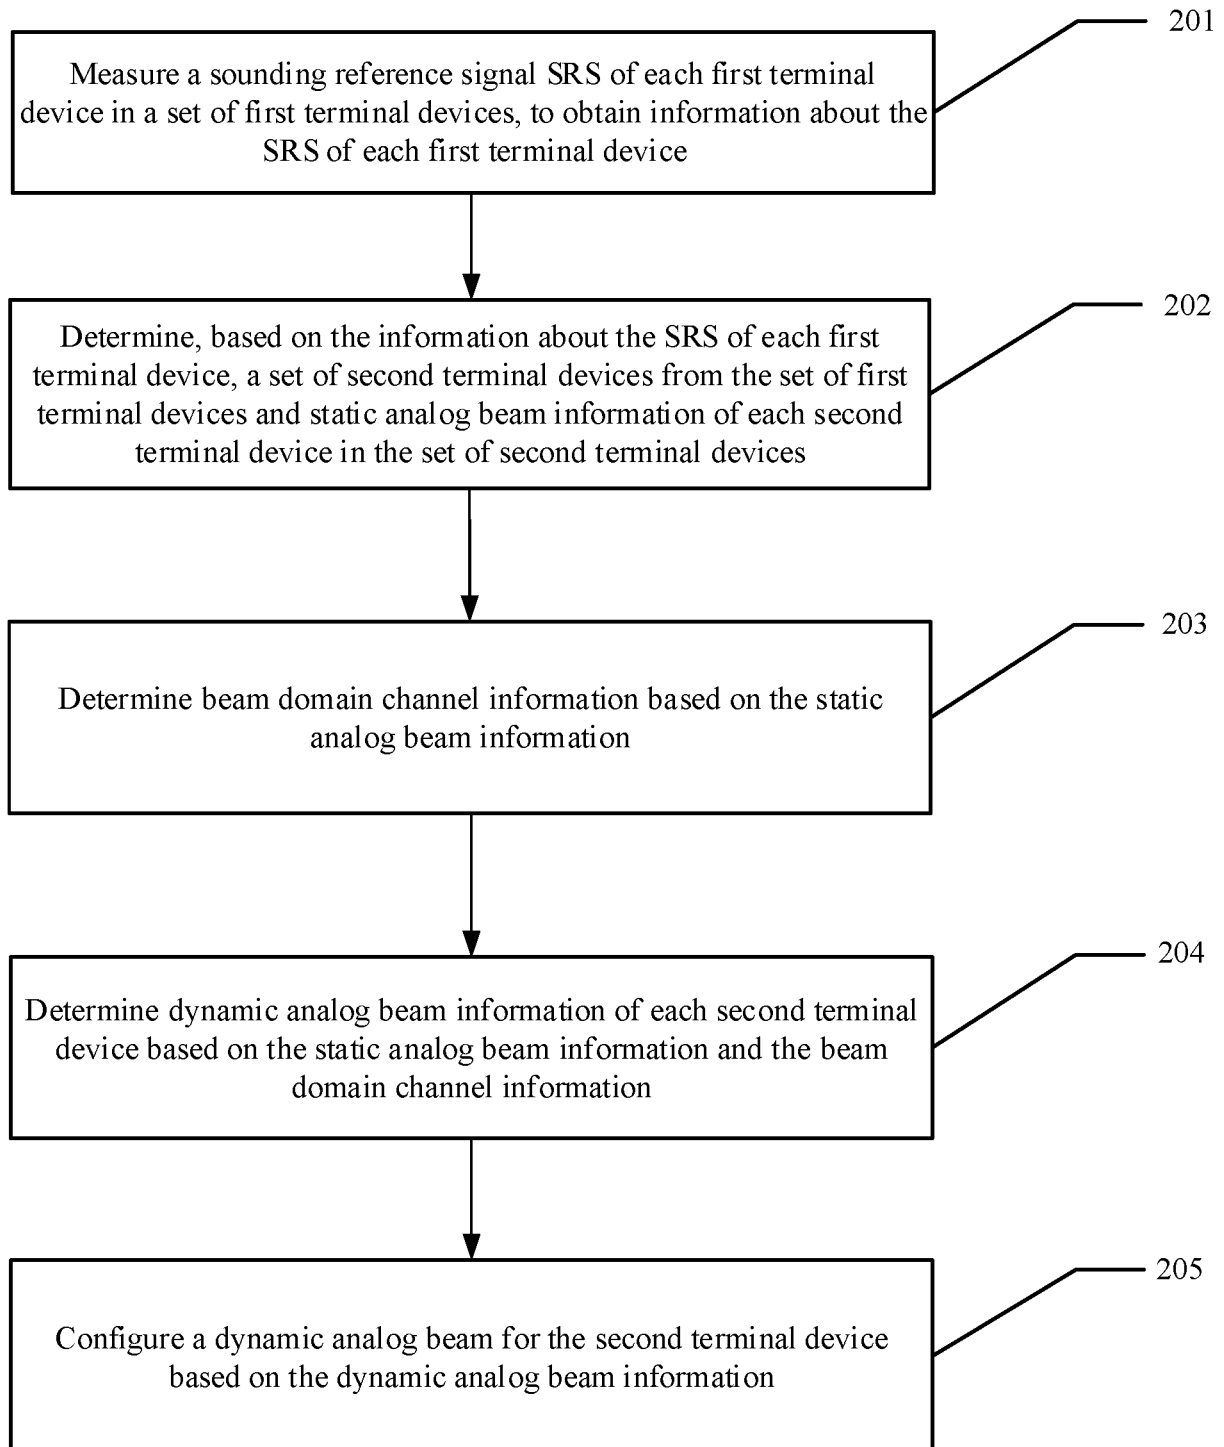 201
Measure a sounding reference signal SRS of each first terminal
device in a set of first terminal devices, to obtain information about the
SRS of each first terminal device
202
Determine, based on the information about the SRS of each first
terminal device, a set of second terminal devices from the set of first
terminal devices and static analog beam information of each second
terminal device in the set of second terminal devices
203
Determine beam domain channel information based on the static
analog beam information
204
Determine dynamic analog beam information of each second terminal
device based on the static analog beam information and the beam
domain channel information
205
Configure a dynamic analog beam for the second terminal device
based on the dynamic analog beam information